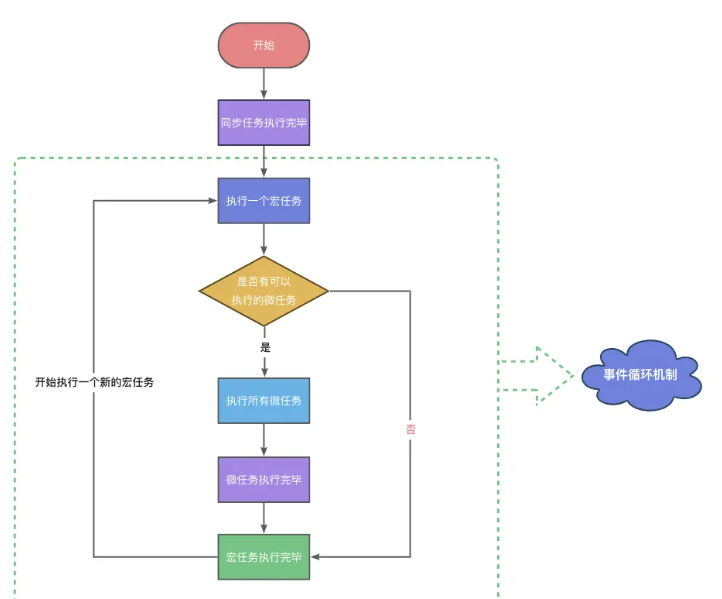 开始
同步任务执行完毕
执行一个宏任务
是否有可以
执行的微任务
是
事件循环机制
开始执行一个新的宏任务
执行所有微任务
否
微任务执行完毕
宏任务执行完毕